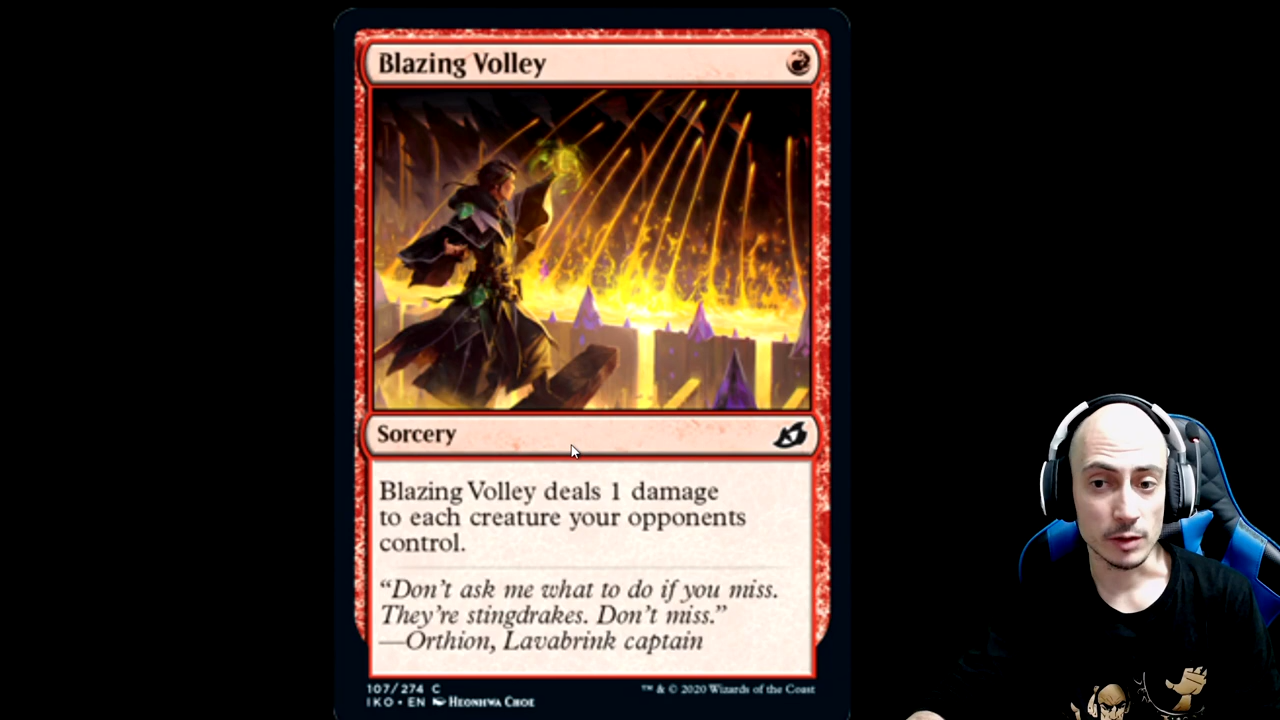 Blazing Volley
Sorcery
Blazing Volley deals 1 damage
to each creature your opponents
control.
“Don’t ask me what to do if you miss.
They’re stingdrakes. Don’t miss.”
—Orthion, Lavabrink captain
107/274 C
™ & © 2020 Wizards of the Coast
IKO • EN HEONHWA CHOE